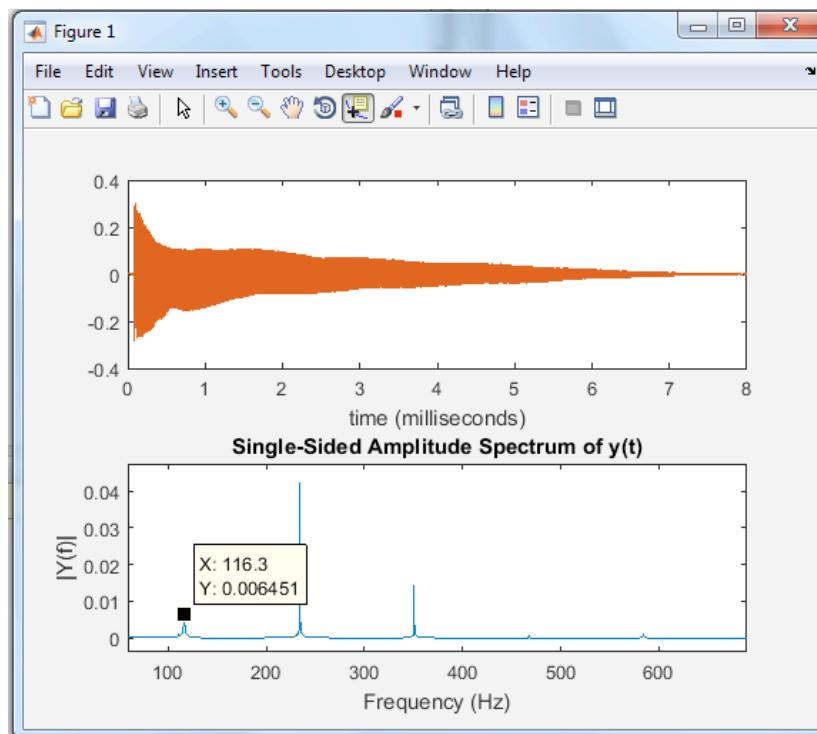 Figure 1
File Edit View Insert Tools Desktop Window Help
0.4
0.2
0
-0.2
-0.4
0 1 2 3 4 5 6 7 8
time (milliseconds)
Single-Sided Amplitude Spectrum of y(t)
|Y(f)|
0.04
0.03
0.02
0.01
0
X: 116.3
Y: 0.006451
100 200 300 400 500 600
Frequency (Hz)